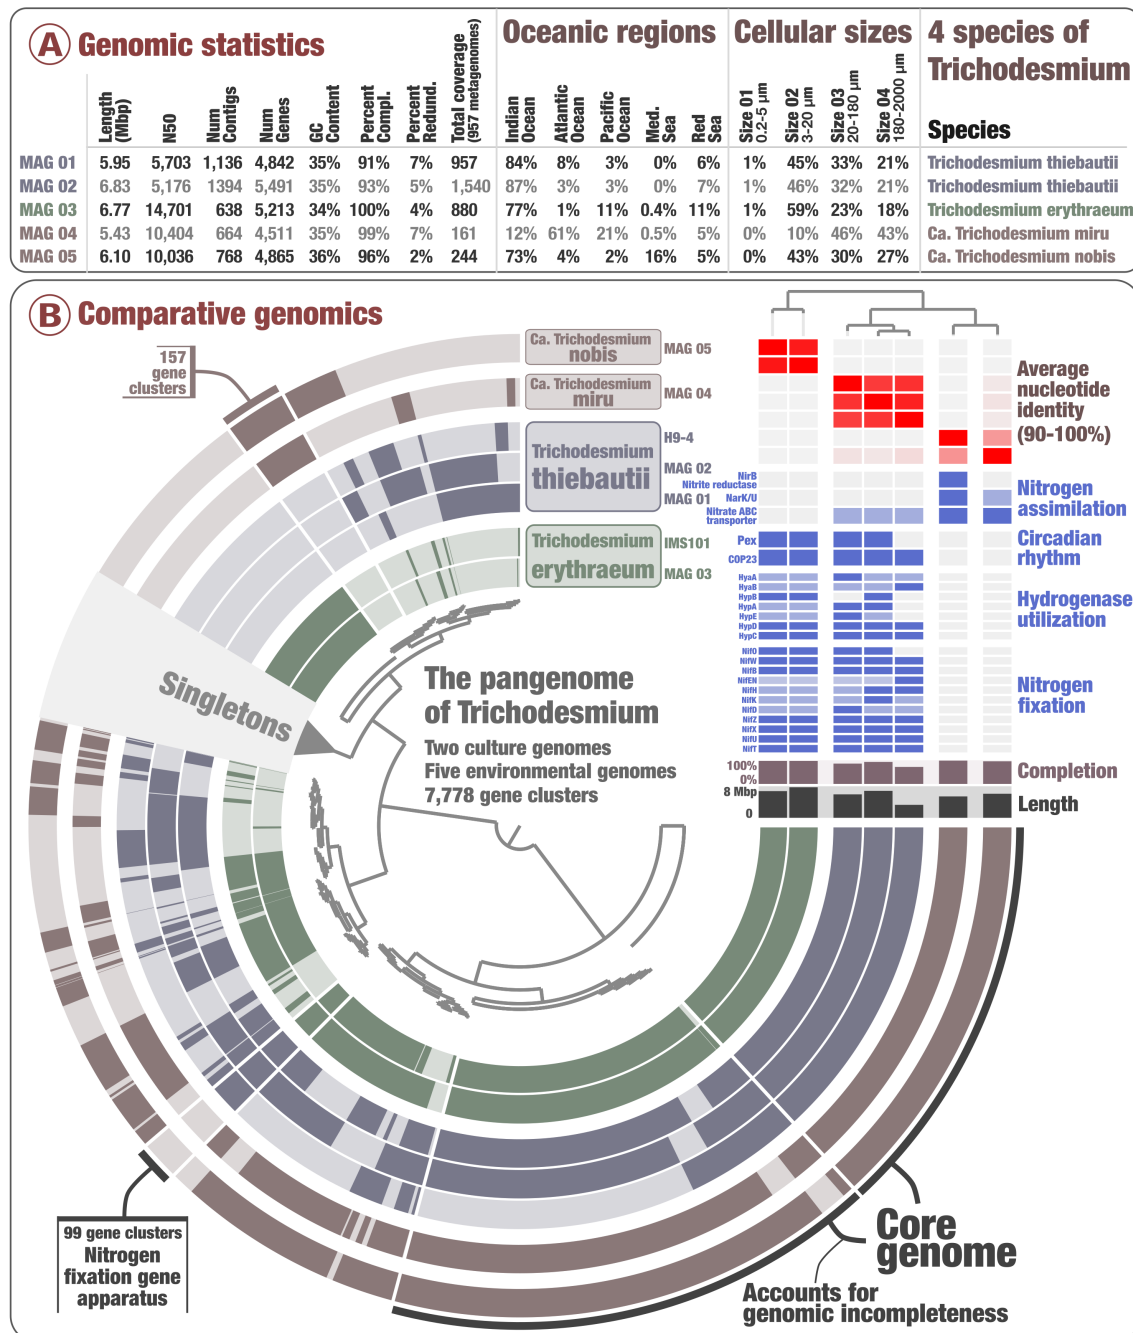 A Genomic statistics
Oceanic regions
Cellular sizes
4 species of
Trichodesmium
Length
(Mbp)
N50
Num
Contigs
Num
Genes
GC
Content
Percent
Compl.
Percent
Redund.
Total coverage
(957 metagenomes)
Indian
Ocean
Atlantic
Ocean
Pacific
Ocean
Med.
Sea
Red
Sea
Size 01
0.2-5 µm
Size 02
3-20 µm
Size 03
20-180 µm
Size 04
180-2000 µm
Species
MAG 01 5.95 5,703 1,136 4,842 35% 91% 7% 957 84% 8% 3% 0% 6% 1% 45% 33% 21% Trichodesmium thiebautii
MAG 02 6.83 5,176 1394 5,491 35% 93% 5% 1,540 87% 3% 3% 0% 7% 1% 46% 32% 21% Trichodesmium thiebautii
MAG 03 6.77 14,701 638 5,213 34% 100% 4% 880 77% 1% 11% 0.4% 11% 1% 59% 23% 18% Trichodesmium erythraeum
MAG 04 5.43 10,404 664 4,511 35% 99% 7% 161 12% 61% 21% 0.5% 5% 0% 10% 46% 43% Ca. Trichodesmium miru
MAG 05 6.10 10,036 768 4,865 36% 96% 2% 244 73% 4% 2% 16% 5% 0% 43% 30% 27% Ca. Trichodesmium nobis
B Comparative genomics
157
gene
clusters
Ca. Trichodesmium
nobis
MAG 05
Ca. Trichodesmium
miru
MAG 04
Trichodesmium
thiebautii
H9-4
MAG 02
MAG 01
Trichodesmium
erythraeum
IMS101
MAG 03
Average
nucleotide
identity
(90-100%)
NirB
Nitrite reductase
NarK/U
Nitrate ABC
transporter
Nitrogen
assimilation
Pex
COP23
Circadian
rhythm
HyaA
HyaB
HypB
HypA
HypE
HypD
HypC
Hydrogenase
utilization
NifO
NifW
NifB
NifEN
NifH
NifK
NifD
NifZ
NifX
NifU
NifT
Nitrogen
fixation
100%
0%
Completion
8 Mbp
0
Length
Singletons
The pangenome
of Trichodesmium
Two culture genomes
Five environmental genomes
7,778 gene clusters
99 gene clusters
Nitrogen
fixation gene
apparatus
Core
genome
Accounts for
genomic incompleteness